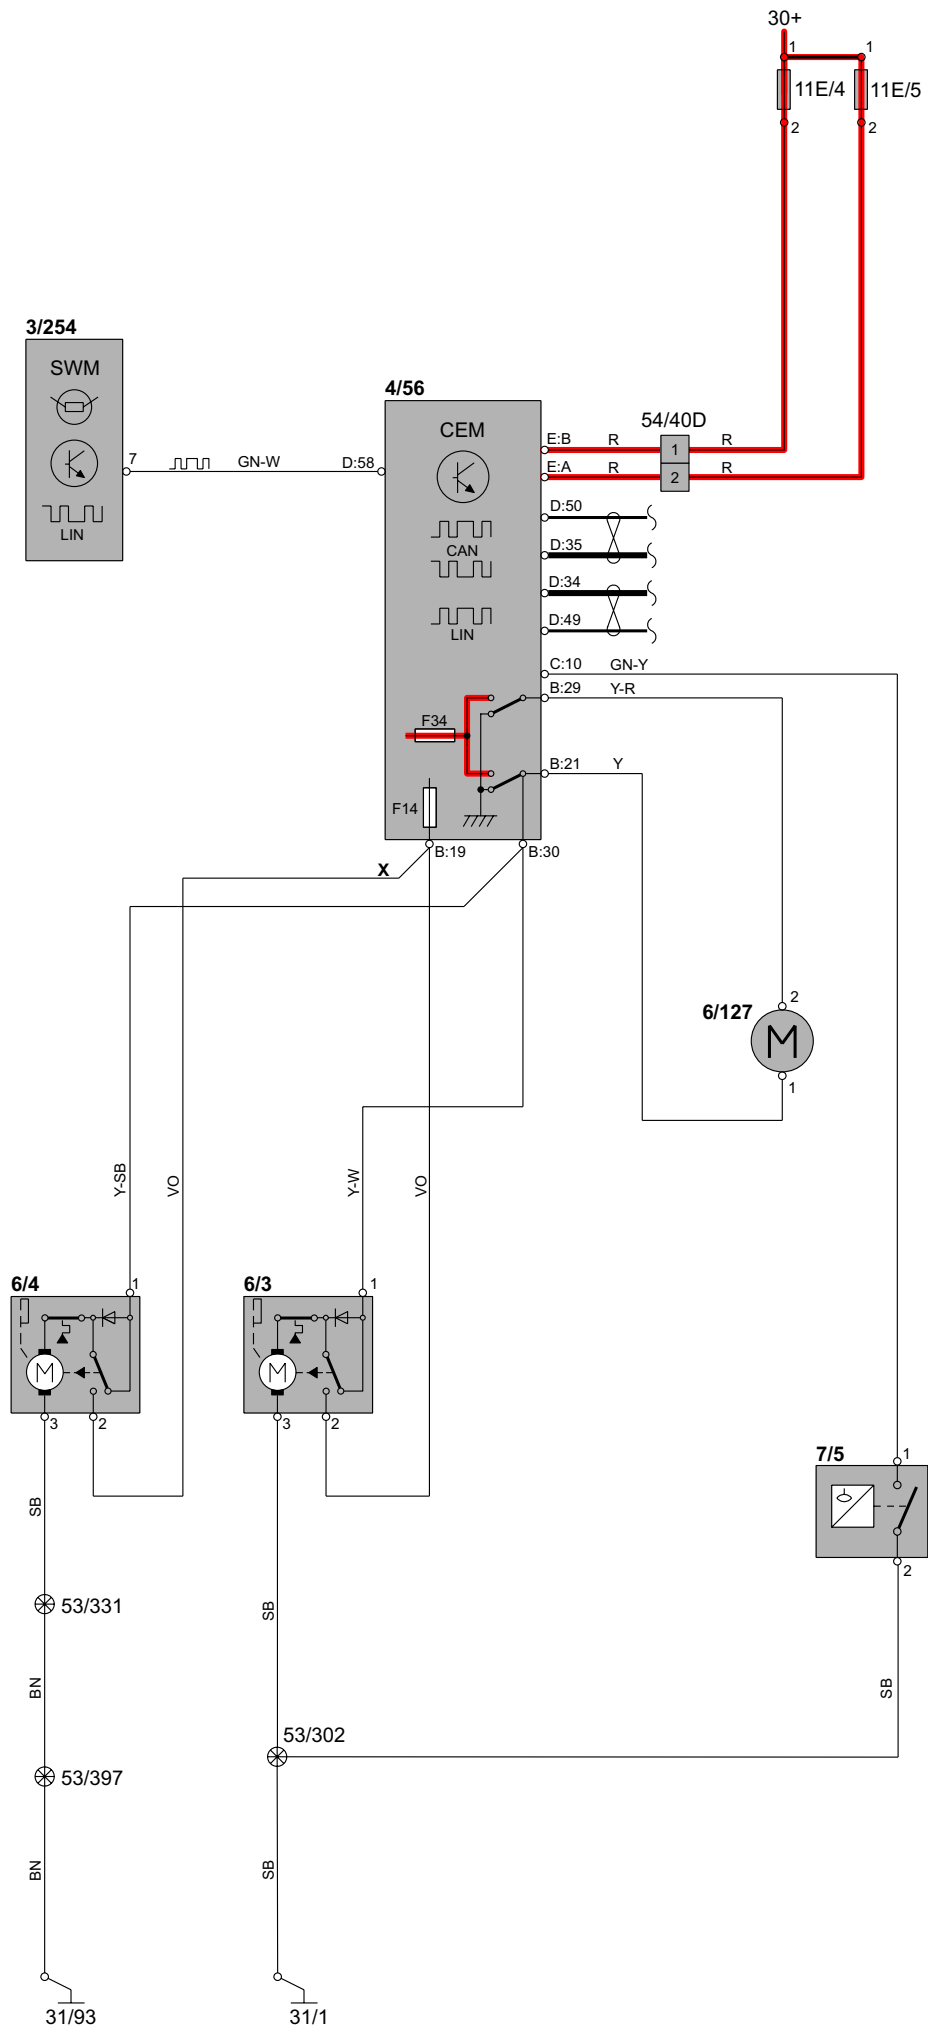 30+
1 1
11E/4 11E/5
2 2
3/254
SWM
LIN
7 GN-W D:58
4/56
CEM
CAN
LIN
54/40D
E:B R 1 R
E:A R 2 R
D:50
D:35
D:34
D:49
C:10 GN-Y
B:29 Y-R
F34
B:21 Y
F14
B:19 B:30
X
2
6/127
M
1
Y-SB VO Y-W VO
6/4 1
M
3 2
6/3 1
M
3 2
7/5 1
2
SB
53/331
SB
BN
SB
53/302
53/397
BN
SB
31/93
31/1